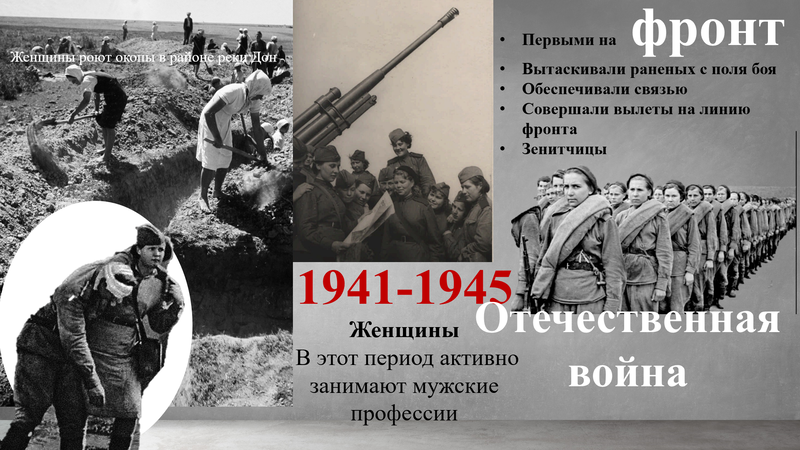 Женщины роют окопы в районе реки Дон -
1941-1945
Женщины
В этот период активно
занимают мужские
профессии
• Первыми на фронт
• Вытаскивали раненых с поля боя
• Обеспечивали связью
• Совершали вылеты на линию
фронта
• Зенитчицы
Отечественная
война